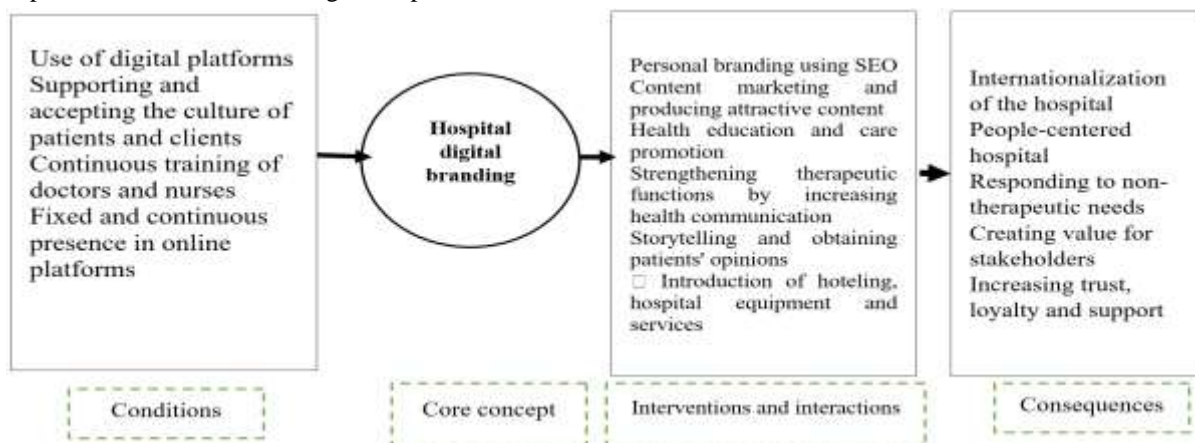 Use of digital platforms
Supporting and
accepting the culture of
patients and clients
Continuous training of
doctors and nurses
Fixed and continuous
presence in online
platforms
Hospital
digital
branding
Personal branding using SEO
Content marketing and
producing attractive content
Health education and care
promotion
Strengthening therapeutic
functions by increasing
health communication
Storytelling and obtaining
patients' opinions
□ Introduction of hoteling,
hospital equipment and
services
Internationalization
of the hospital
People-centered
hospital
Responding to non-
therapeutic needs
Creating value for
stakeholders
Increasing trust,
loyalty and support
Conditions
Core concept
Interventions and interactions
Consequences